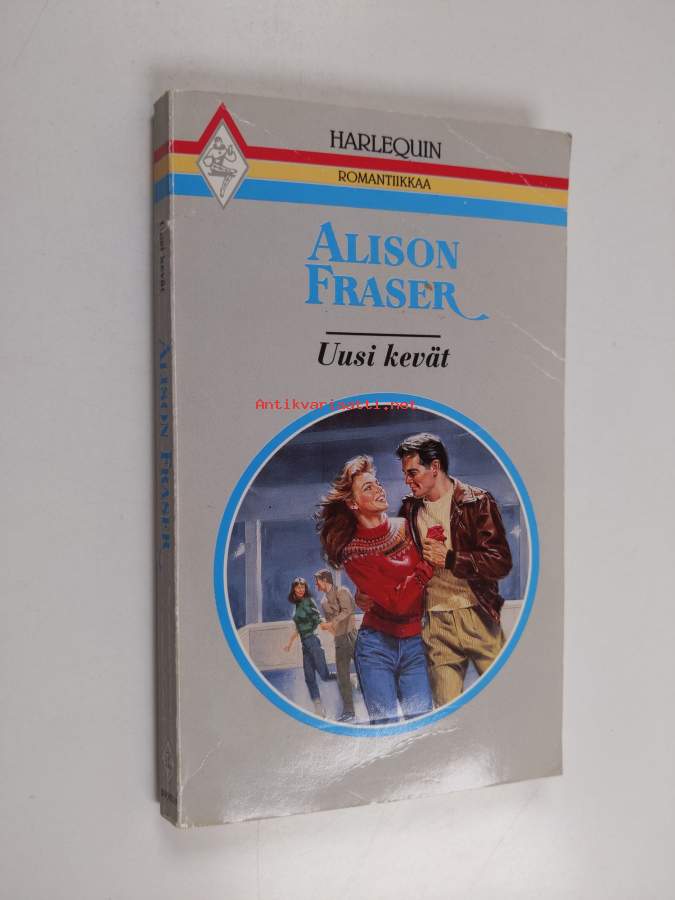 HARLEQUIN
ROMANTIIKKAA
ALISON
FRASER
Uusi kevät
Antikvariaatti.net
Uusi kevät
ALISON FRASER